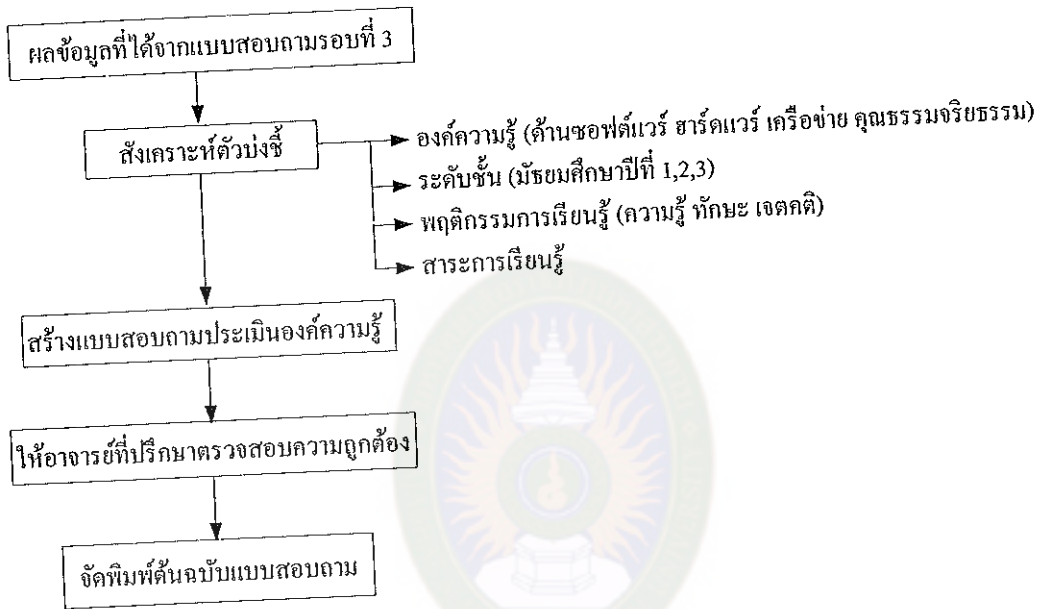 ผลข้อมูลที่ได้จากแบบสอบถามรอบที่ 3
สังเคราะห์ตัวบ่งชี้
องค์ความรู้ (ด้านซอฟต์แวร์ ฮาร์ดแวร์ เครือข่าย คุณธรรมจริยธรรม)
ระดับชั้น (มัธยมศึกษาปีที่ 1,2,3)
พฤติกรรมการเรียนรู้ (ความรู้ ทักษะ เจตคติ)
สาระการเรียนรู้
สร้างแบบสอบถามประเมินองค์ความรู้
ให้อาจารย์ที่ปรึกษาตรวจสอบความถูกต้อง
จัดพิมพ์ต้นฉบับแบบสอบถาม